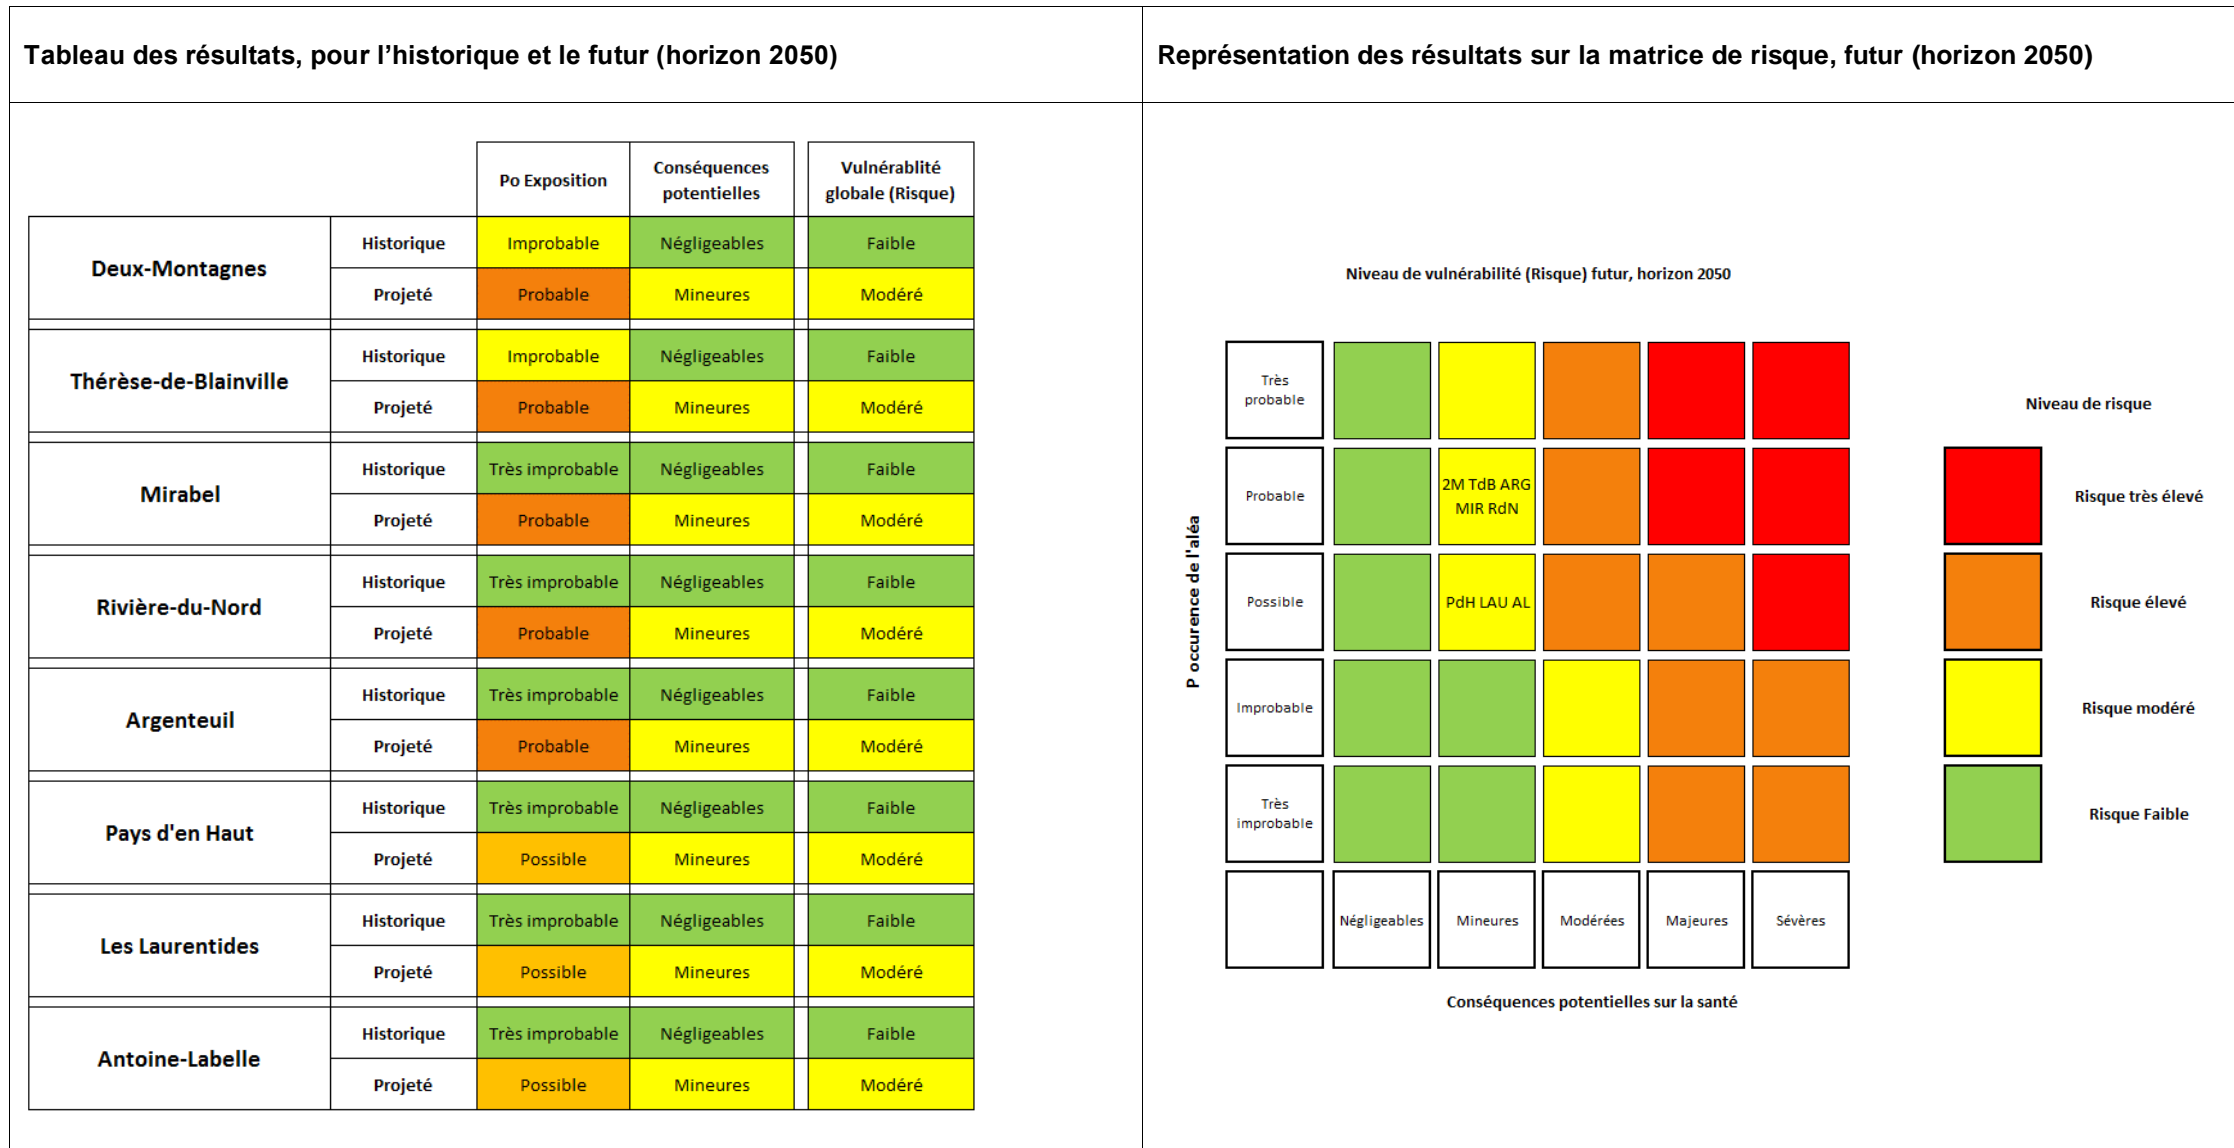 Tableau des résultats, pour l'historique et le futur (horizon 2050)
Po Exposition
Conséquences
potentielles
Vulnérablité
globale (Risque)
Deux-Montagnes
Historique Improbable Négligeables Faible
Projeté Probable Mineures Modéré
Thérèse-de-Blainville
Historique Improbable Négligeables Faible
Projeté Probable Mineures Modéré
Mirabel
Historique Très improbable Négligeables Faible
Projeté Probable Mineures Modéré
Rivière-du-Nord
Historique Très improbable Négligeables Faible
Projeté Probable Mineures Modéré
Argenteuil
Historique Très improbable Négligeables Faible
Projeté Probable Mineures Modéré
Pays d'en Haut
Historique Très improbable Négligeables Faible
Projeté Possible Mineures Modéré
Les Laurentides
Historique Très improbable Négligeables Faible
Projeté Possible Mineures Modéré
Antoine-Labelle
Historique Très improbable Négligeables Faible
Projeté Possible Mineures Modéré
Représentation des résultats sur la matrice de risque, futur (horizon 2050)
Niveau de vulnérabilité (Risque) futur, horizon 2050
P occurence de l'aléa
Très
probable
Probable
2M TdB ARG
MIR RdN
Possible
PdH LAU AL
Improbable
Très
improbable
Négligeables Mineures Modérées Majeures Sévères
Conséquences potentielles sur la santé
Niveau de risque
Risque très élevé
Risque élevé
Risque modéré
Risque Faible